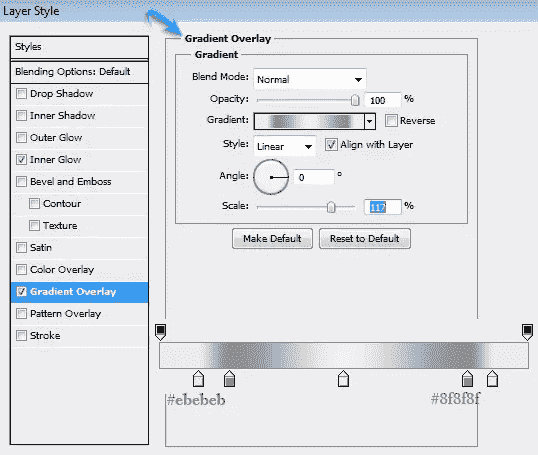 Layer Style
Styles
Blending Options: Default
Drop Shadow
Inner Shadow
Outer Glow
Inner Glow
Bevel and Emboss
Contour
Texture
Satin
Color Overlay
Gradient Overlay
Pattern Overlay
Stroke
Gradient Overlay
Gradient
Blend Mode: Normal
Opacity: 100 %
Gradient: Reverse
Style: Linear Align with Layer
Angle: 0 °
Scale: 117 %
Make Default Reset to Default
#ebebeb #8f8f8f